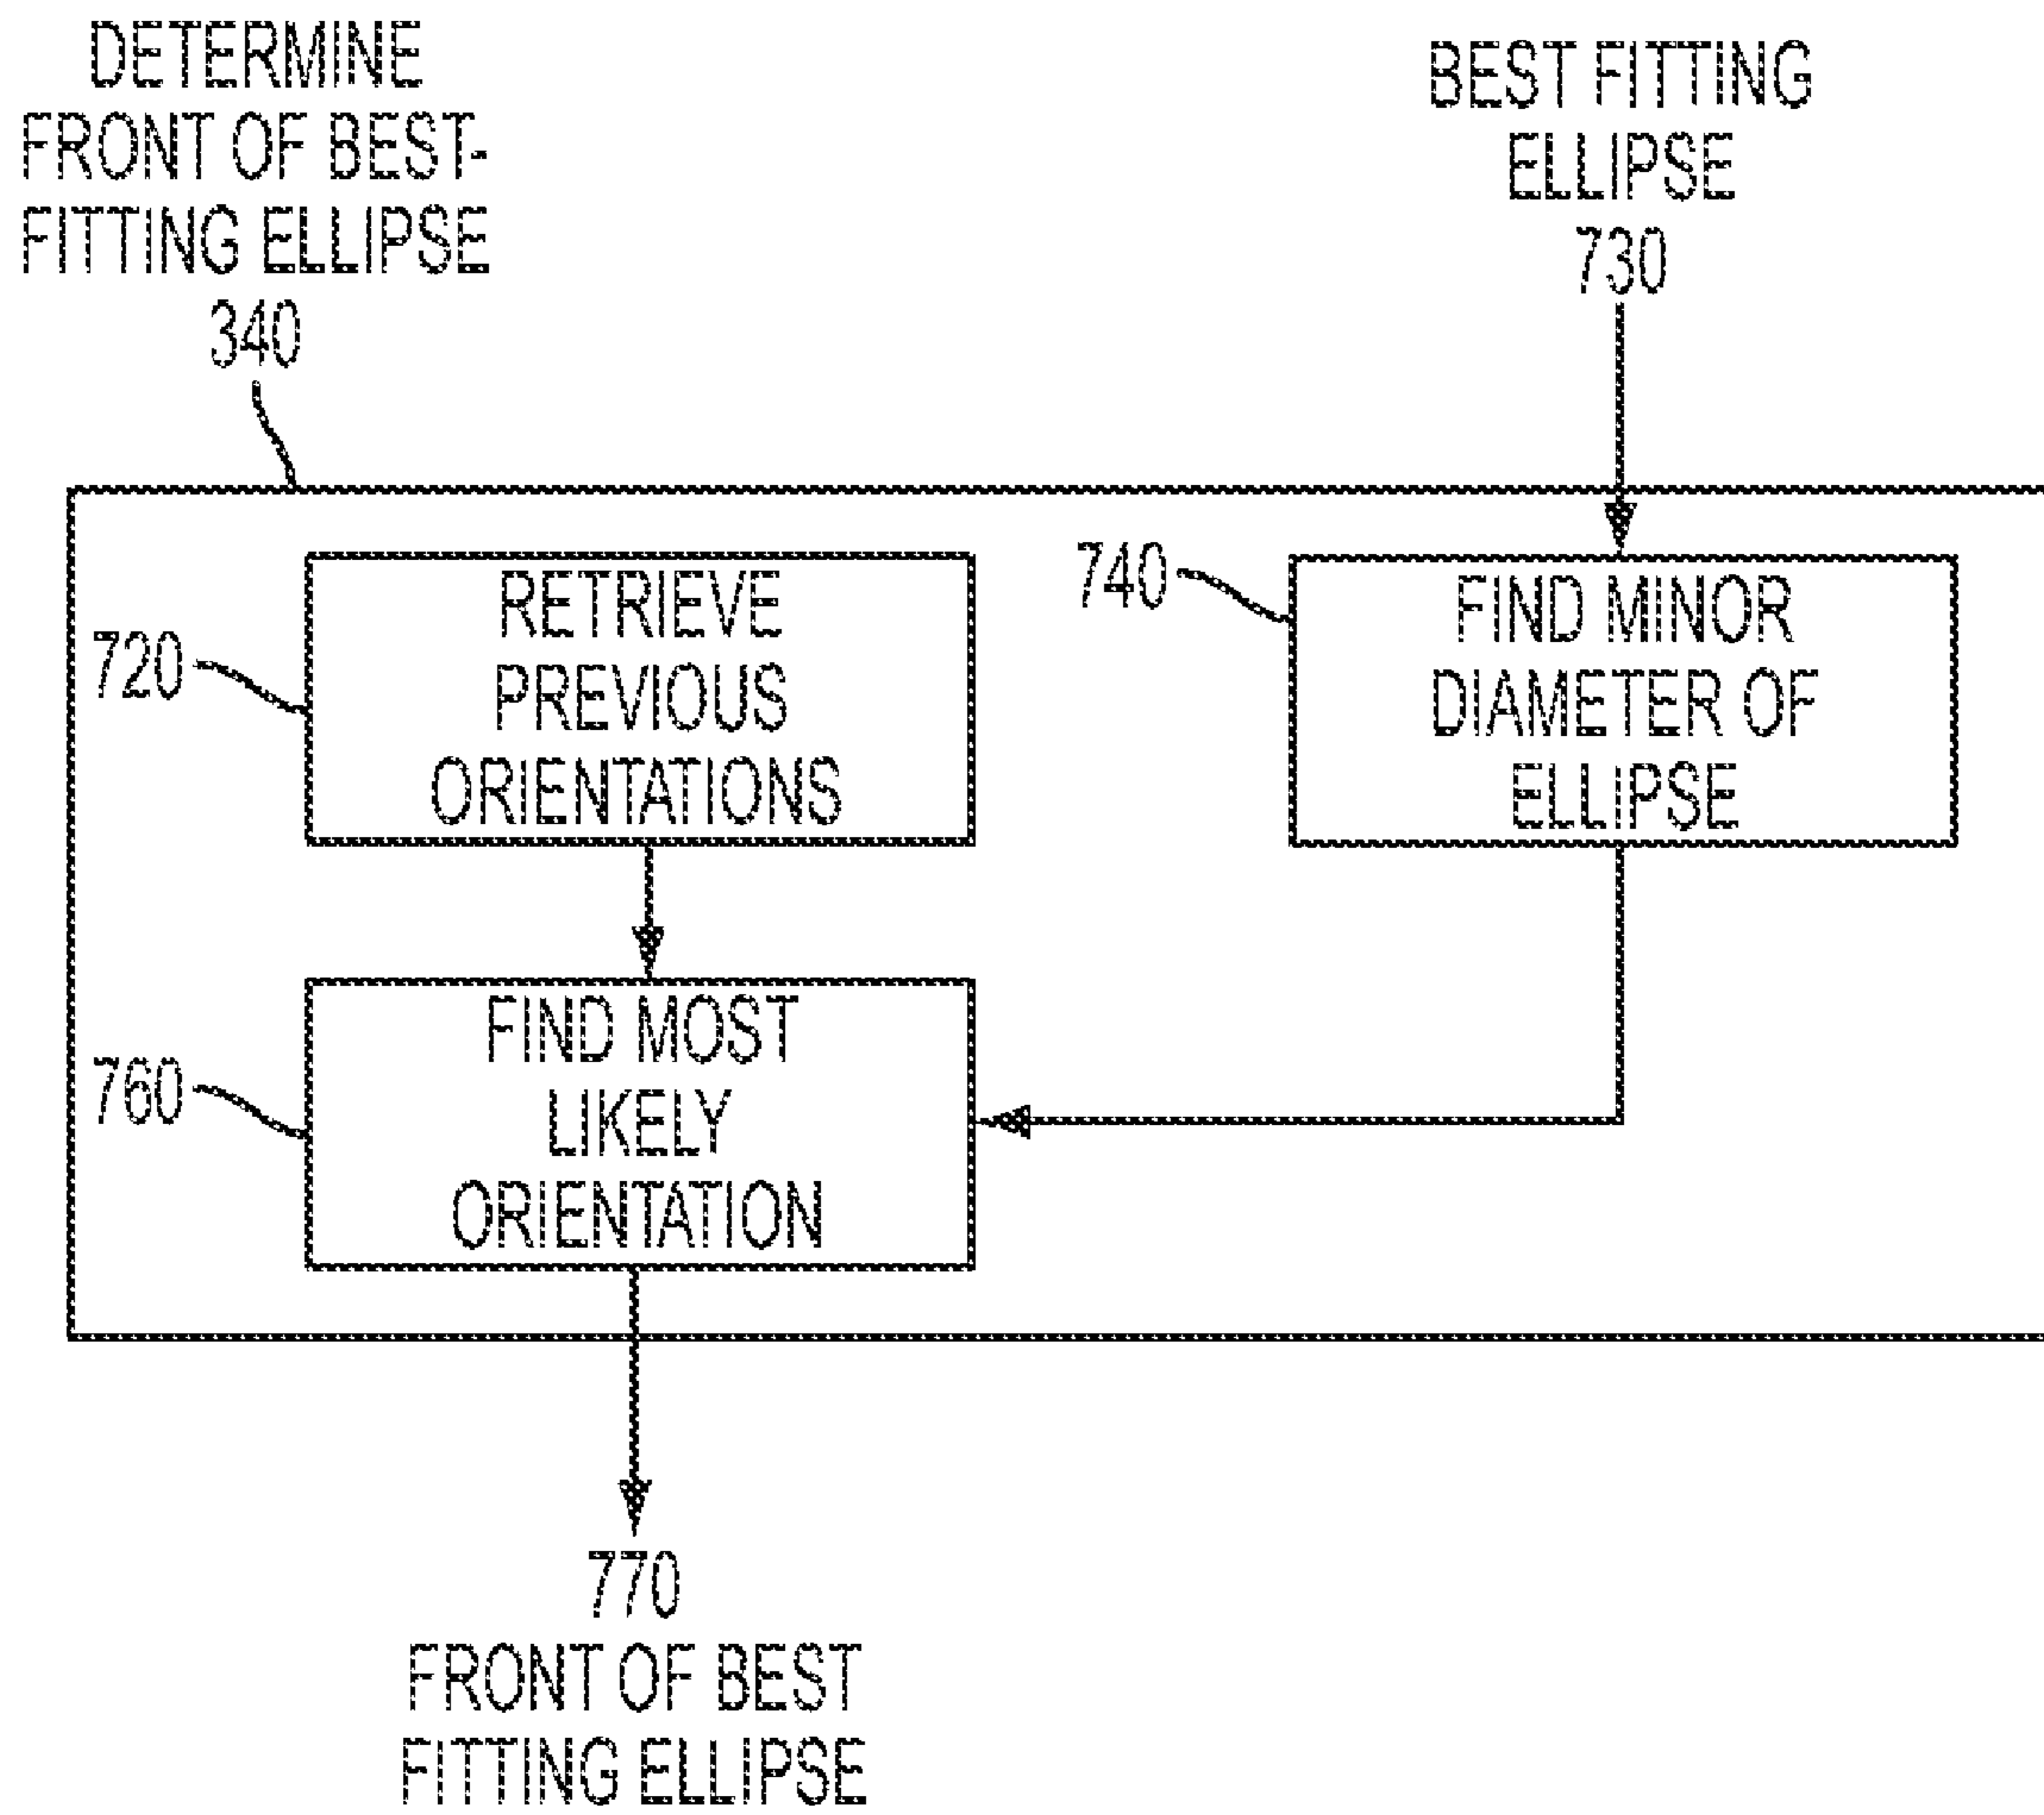 DETERMINE
FRONT OF BEST-
FITTING ELLIPSE
340
BEST FITTING
ELLIPSE
730
720
RETRIEVE
PREVIOUS
ORIENTATIONS
740
FIND MINOR
DIAMETER OF
ELLIPSE
760
FIND MOST
LIKELY
ORIENTATION
770
FRONT OF BEST
FITTING ELLIPSE